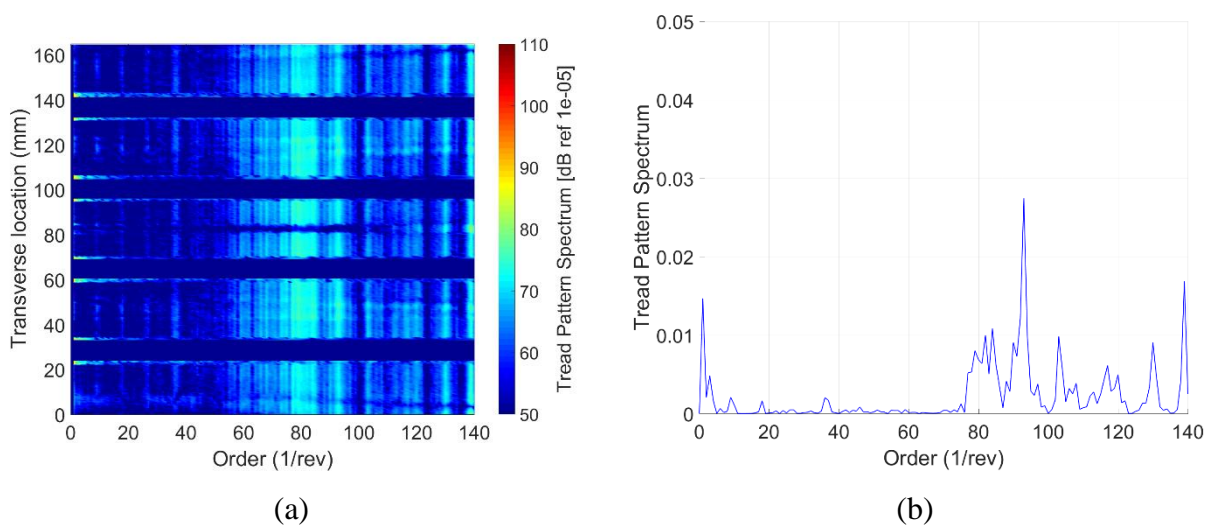 160
140
120
100
80
60
40
20
0
Transverse location (mm)
0 20 40 60 80 100 120 140
Order (1/rev)
110
100
90
80
70
60
50
Tread Pattern Spectrum [dB ref 1e-05]
(a)
0.05
0.04
0.03
0.02
0.01
0
Tread Pattern Spectrum
0 20 40 60 80 100 120 140
Order (1/rev)
(b)